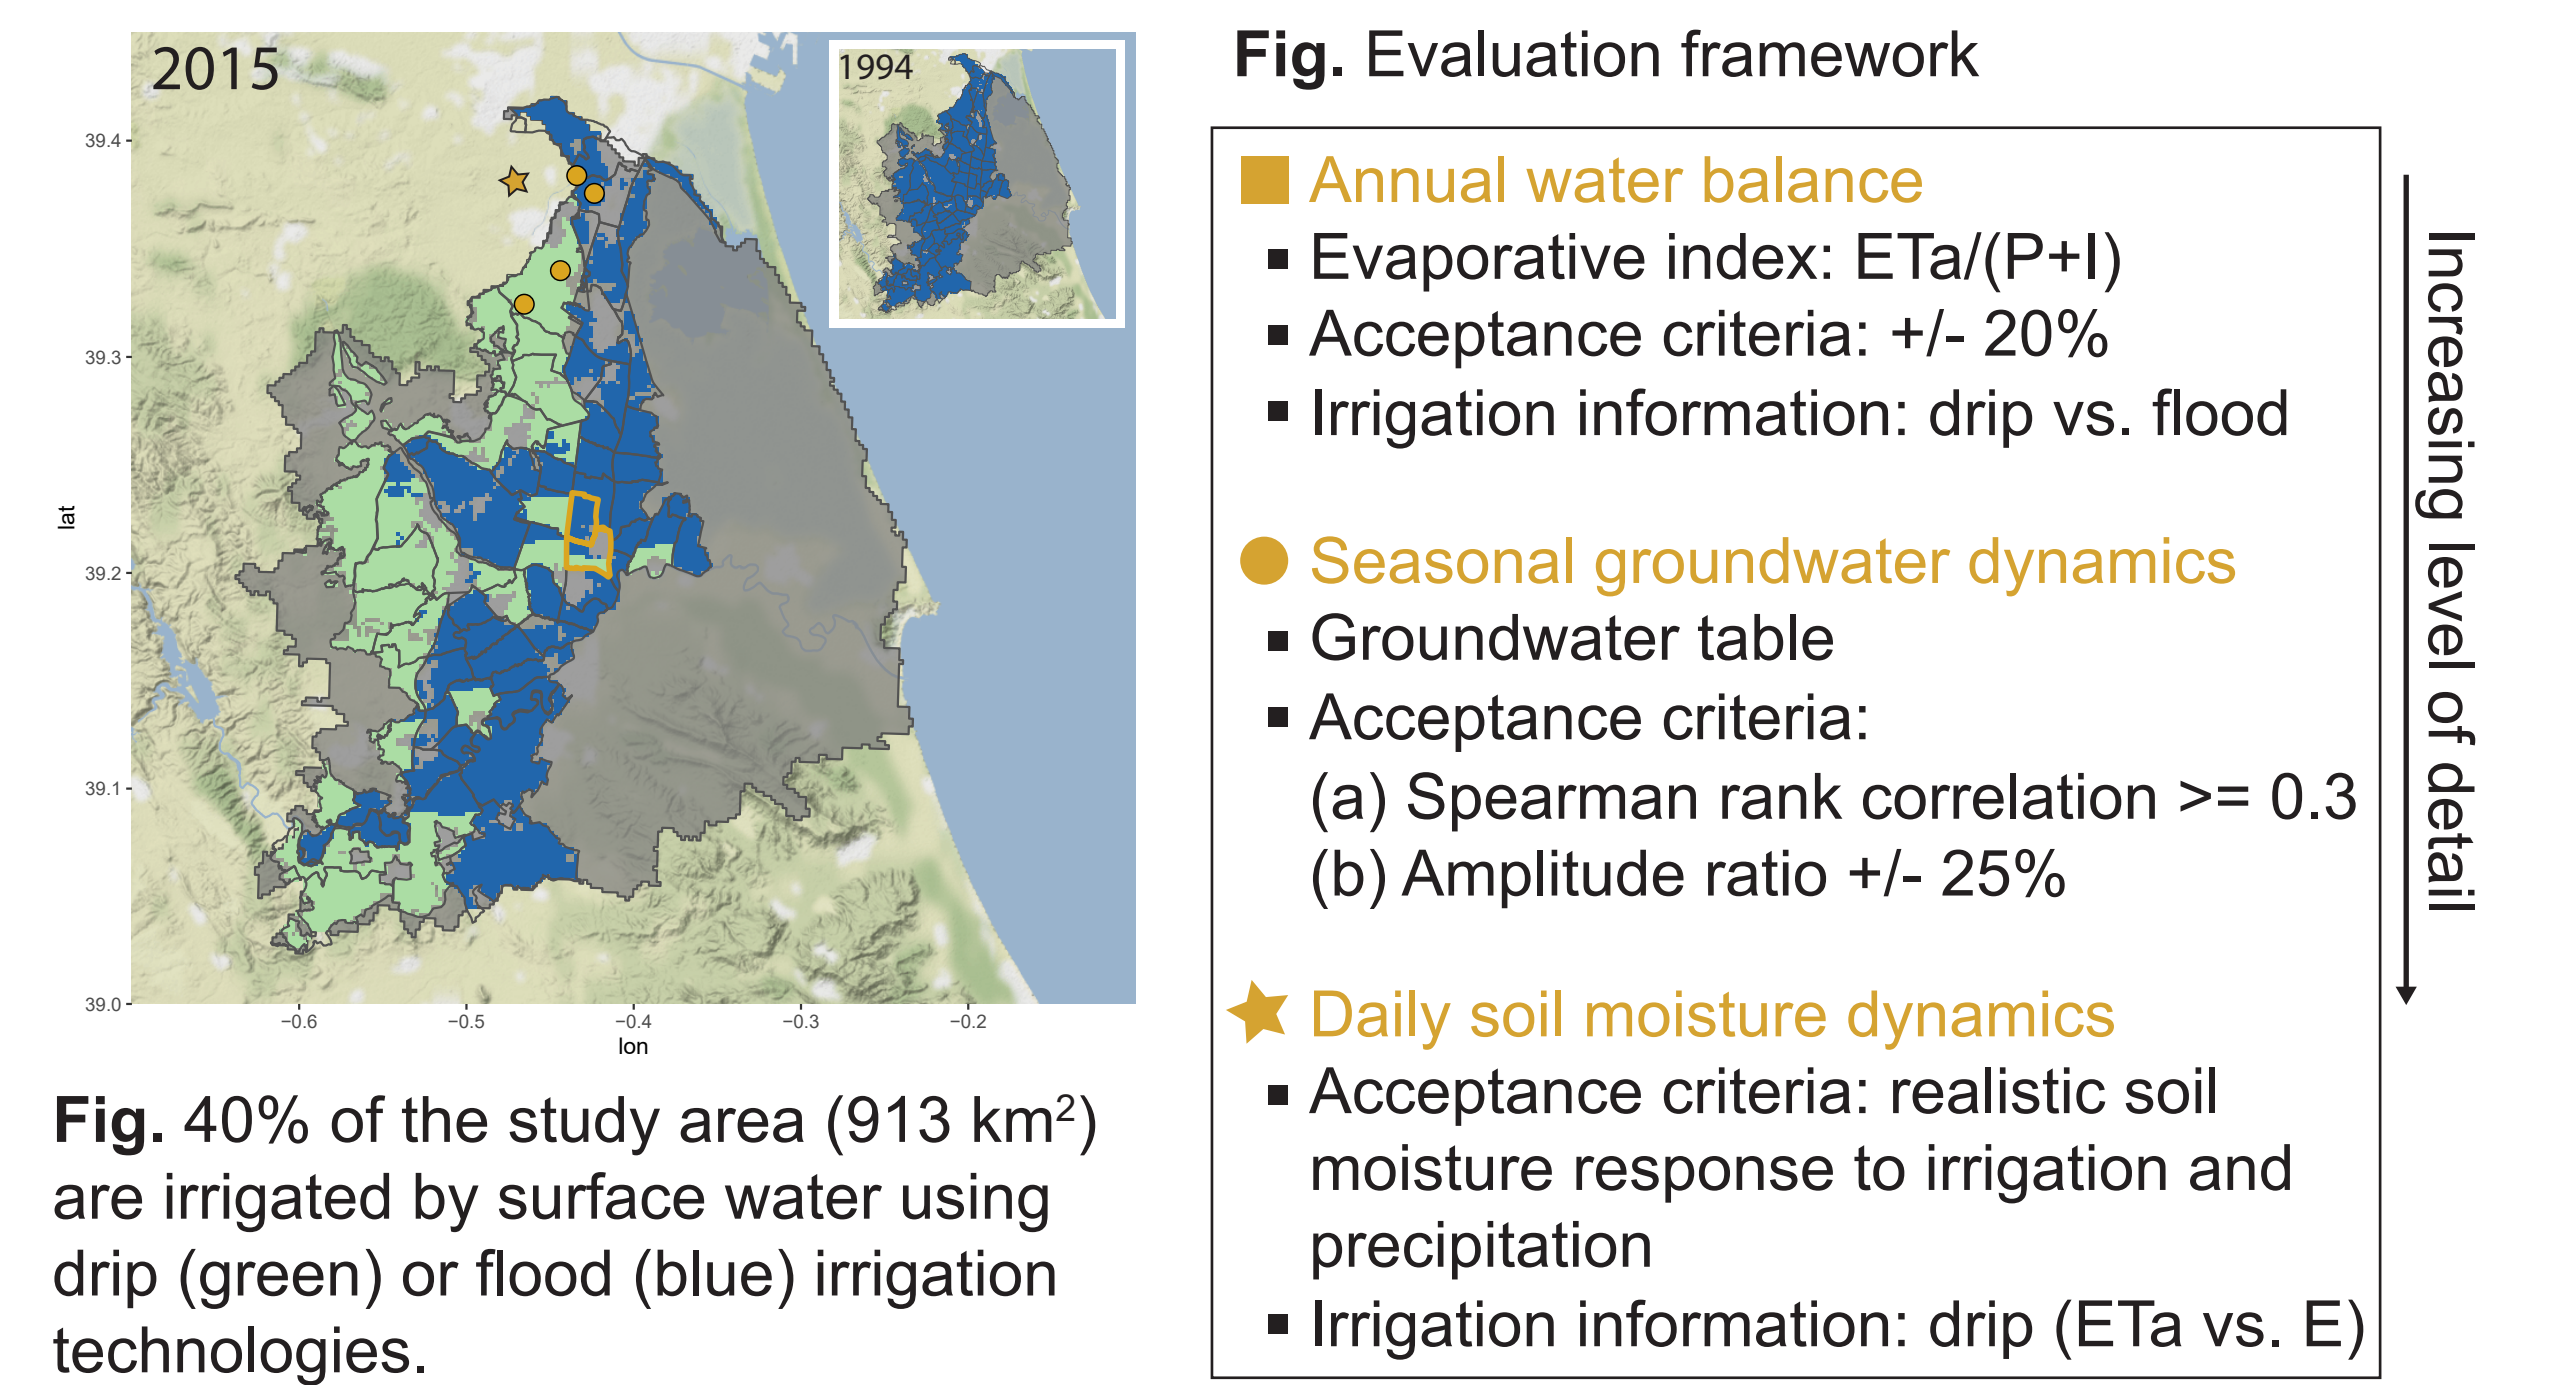 2015
1994
39.4
39.3
39.2
39.1
39.0
lat
−0.6
−0.5
−0.4
−0.3
−0.2
lon
Fig. 40% of the study area (913 km²)
are irrigated by surface water using
drip (green) or flood (blue) irrigation
technologies.
Fig. Evaluation framework
Annual water balance
Evaporative index: ETa/(P+I)
Acceptance criteria: +/- 20%
Irrigation information: drip vs. flood
Seasonal groundwater dynamics
Groundwater table
Acceptance criteria:
(a) Spearman rank correlation >= 0.3
(b) Amplitude ratio +/- 25%
Daily soil moisture dynamics
Acceptance criteria: realistic soil
moisture response to irrigation and
precipitation
Irrigation information: drip (ETa vs. E)
Increasing level of detail